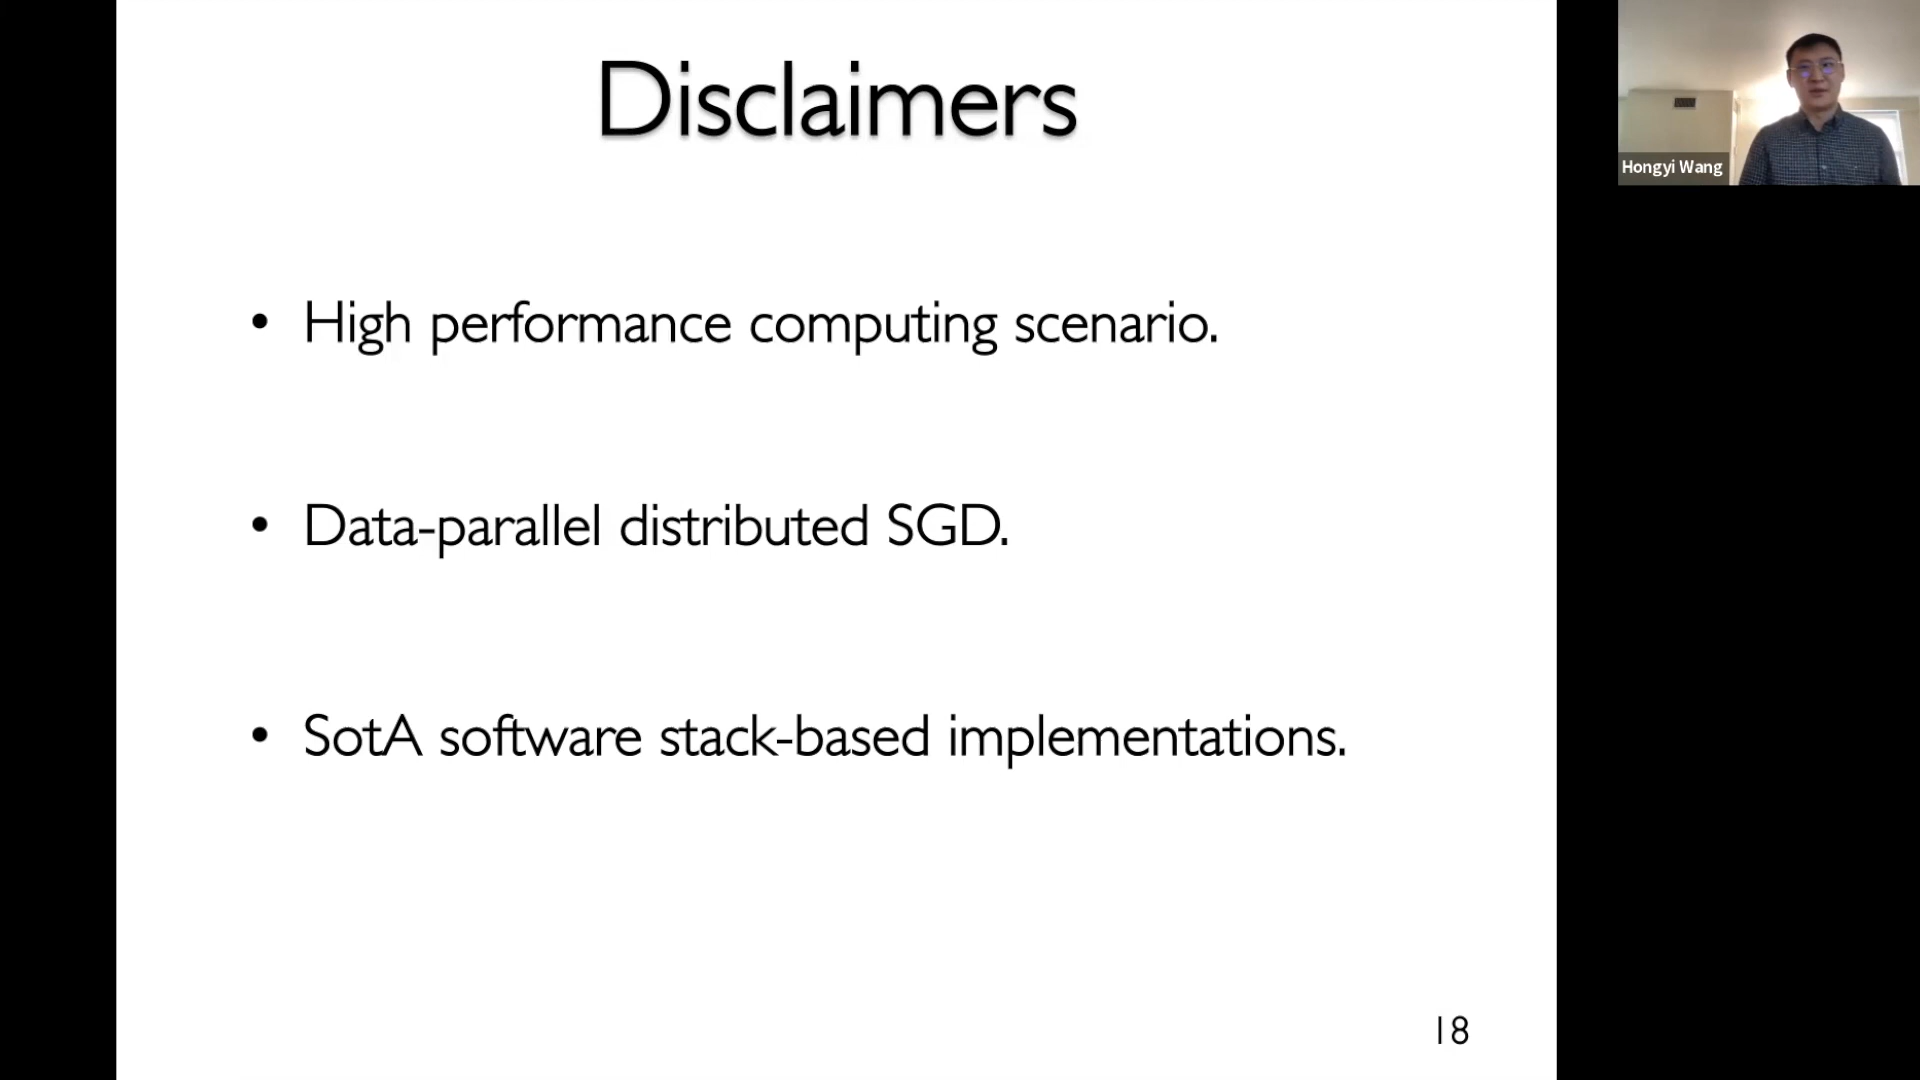 Disclaimers
• High performance computing scenario.
• Data-parallel distributed SGD.
• SotA software stack-based implementations.
18
Hongyi Wang